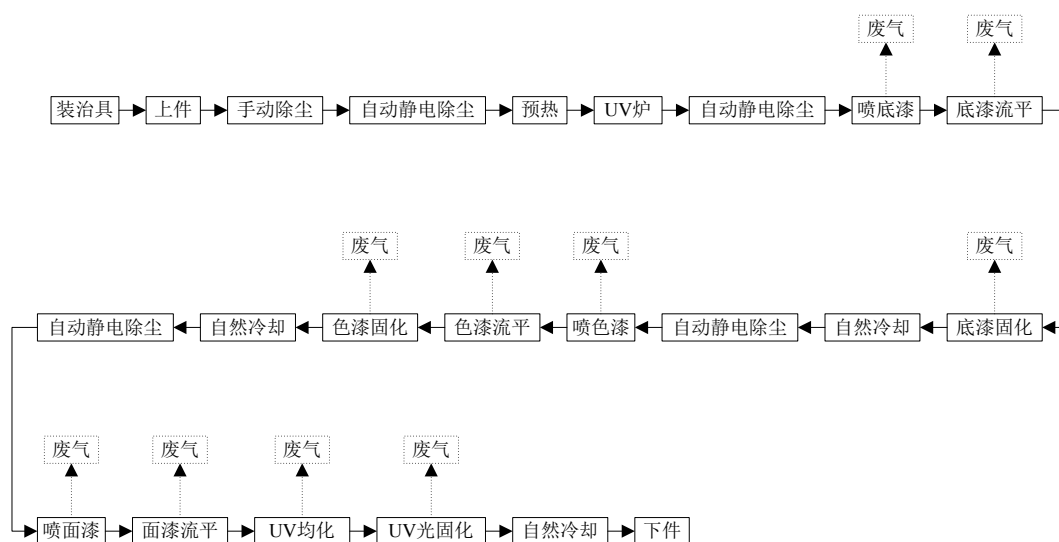 废气 废气
装治具 上件 手动除尘 自动静电除尘 预热 UV炉 自动静电除尘 喷底漆 底漆流平
废气 废气 废气 废气
自动静电除尘 自然冷却 色漆固化 色漆流平 喷色漆 自动静电除尘 自然冷却 底漆固化
废气 废气 废气 废气
喷面漆 面漆流平 UV均化 UV光固化 自然冷却 下件